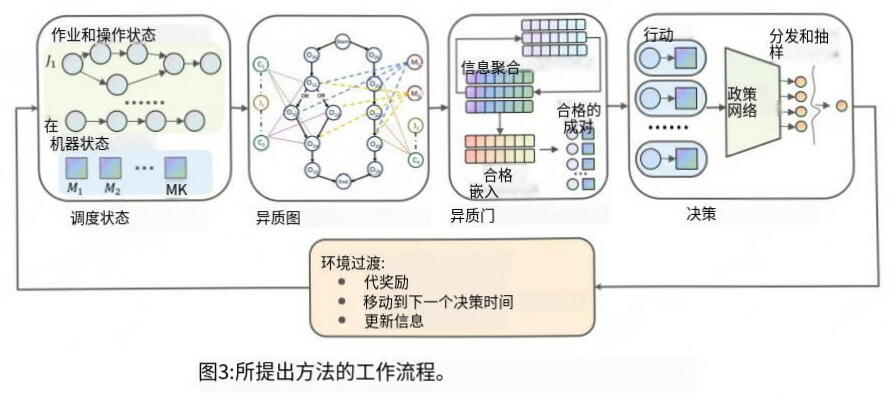 作业和操作状态
J1
在
机器状态
M1 M2 MK
调度状态
Start
OR OR
End
异质图
信息聚合
合格的
成对
合格
嵌入
异质门
行动
政策
网络
分发和抽
样
决策
环境过渡:
代奖励
移动到下一个决策时间
更新信息
图3:所提出方法的工作流程。